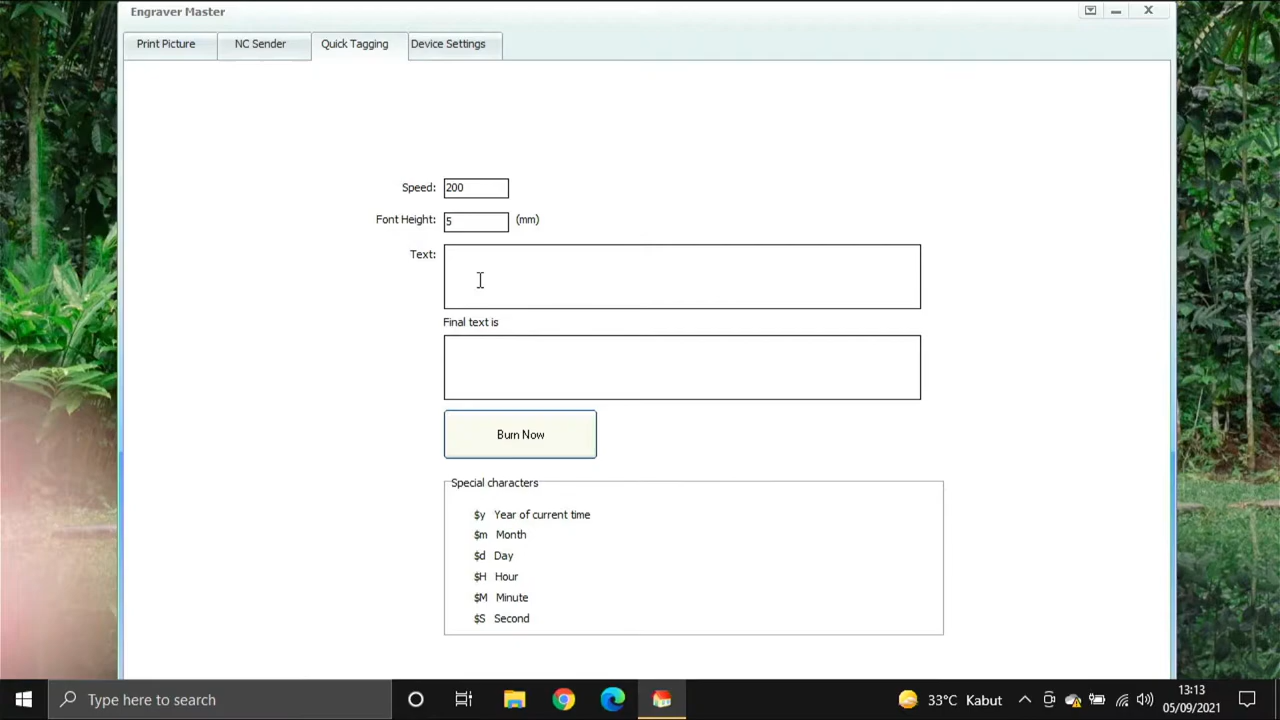 Engraver Master
Print Picture NC Sender Quick Tagging Device Settings
Speed: 200
Font Height: 5 (mm)
Text:
Final text is
Burn Now
Special characters
$y Year of current time
$m Month
$d Day
$H Hour
$M Minute
$S Second
Type here to search 33°C Kabut 13:13
05/09/2021